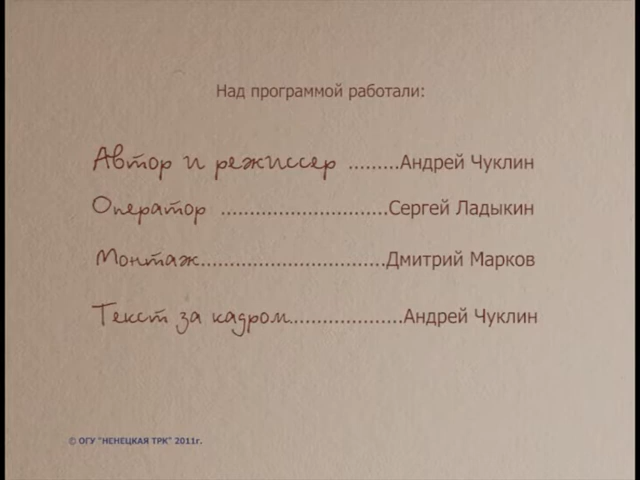 Над программой работали:
Автор и режиссер .........Андрей Чуклин
Оператор .............................Сергей Ладыкин
Монтаж................................Дмитрий Марков
Текст за кадром....................Андрей Чуклин
© ОГУ "НЕНЕЦКАЯ ТРК" 2011г.